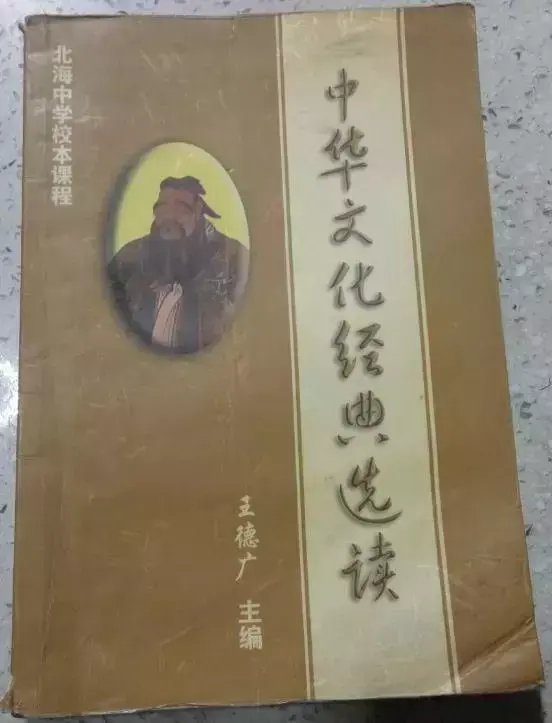 北海中学校本课程
中华文化经典选读
王德广 主编